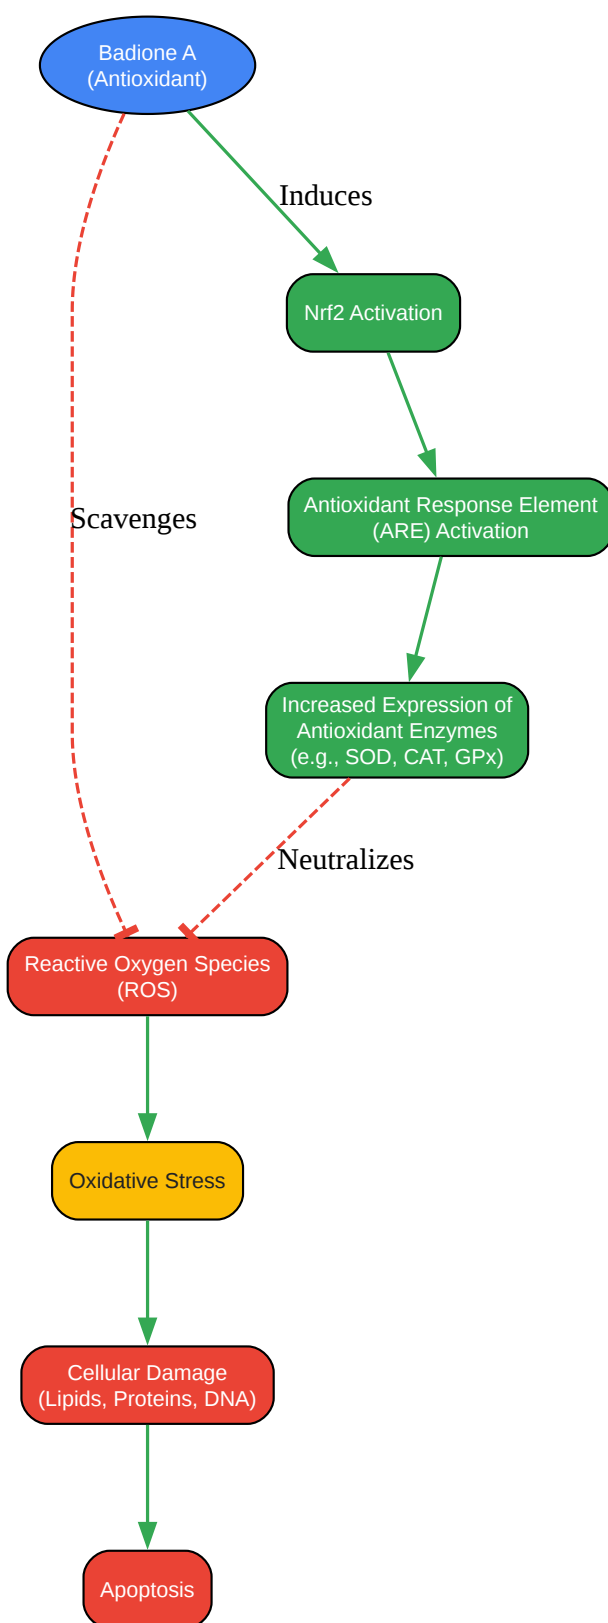 Badione A
(Antioxidant)
Induces
Nrf2 Activation
Scavenges
Antioxidant Response Element
(ARE) Activation
Increased Expression of
Antioxidant Enzymes
(e.g., SOD, CAT, GPx)
Neutralizes
Reactive Oxygen Species
(ROS)
Oxidative Stress
Cellular Damage
(Lipids, Proteins, DNA)
Apoptosis